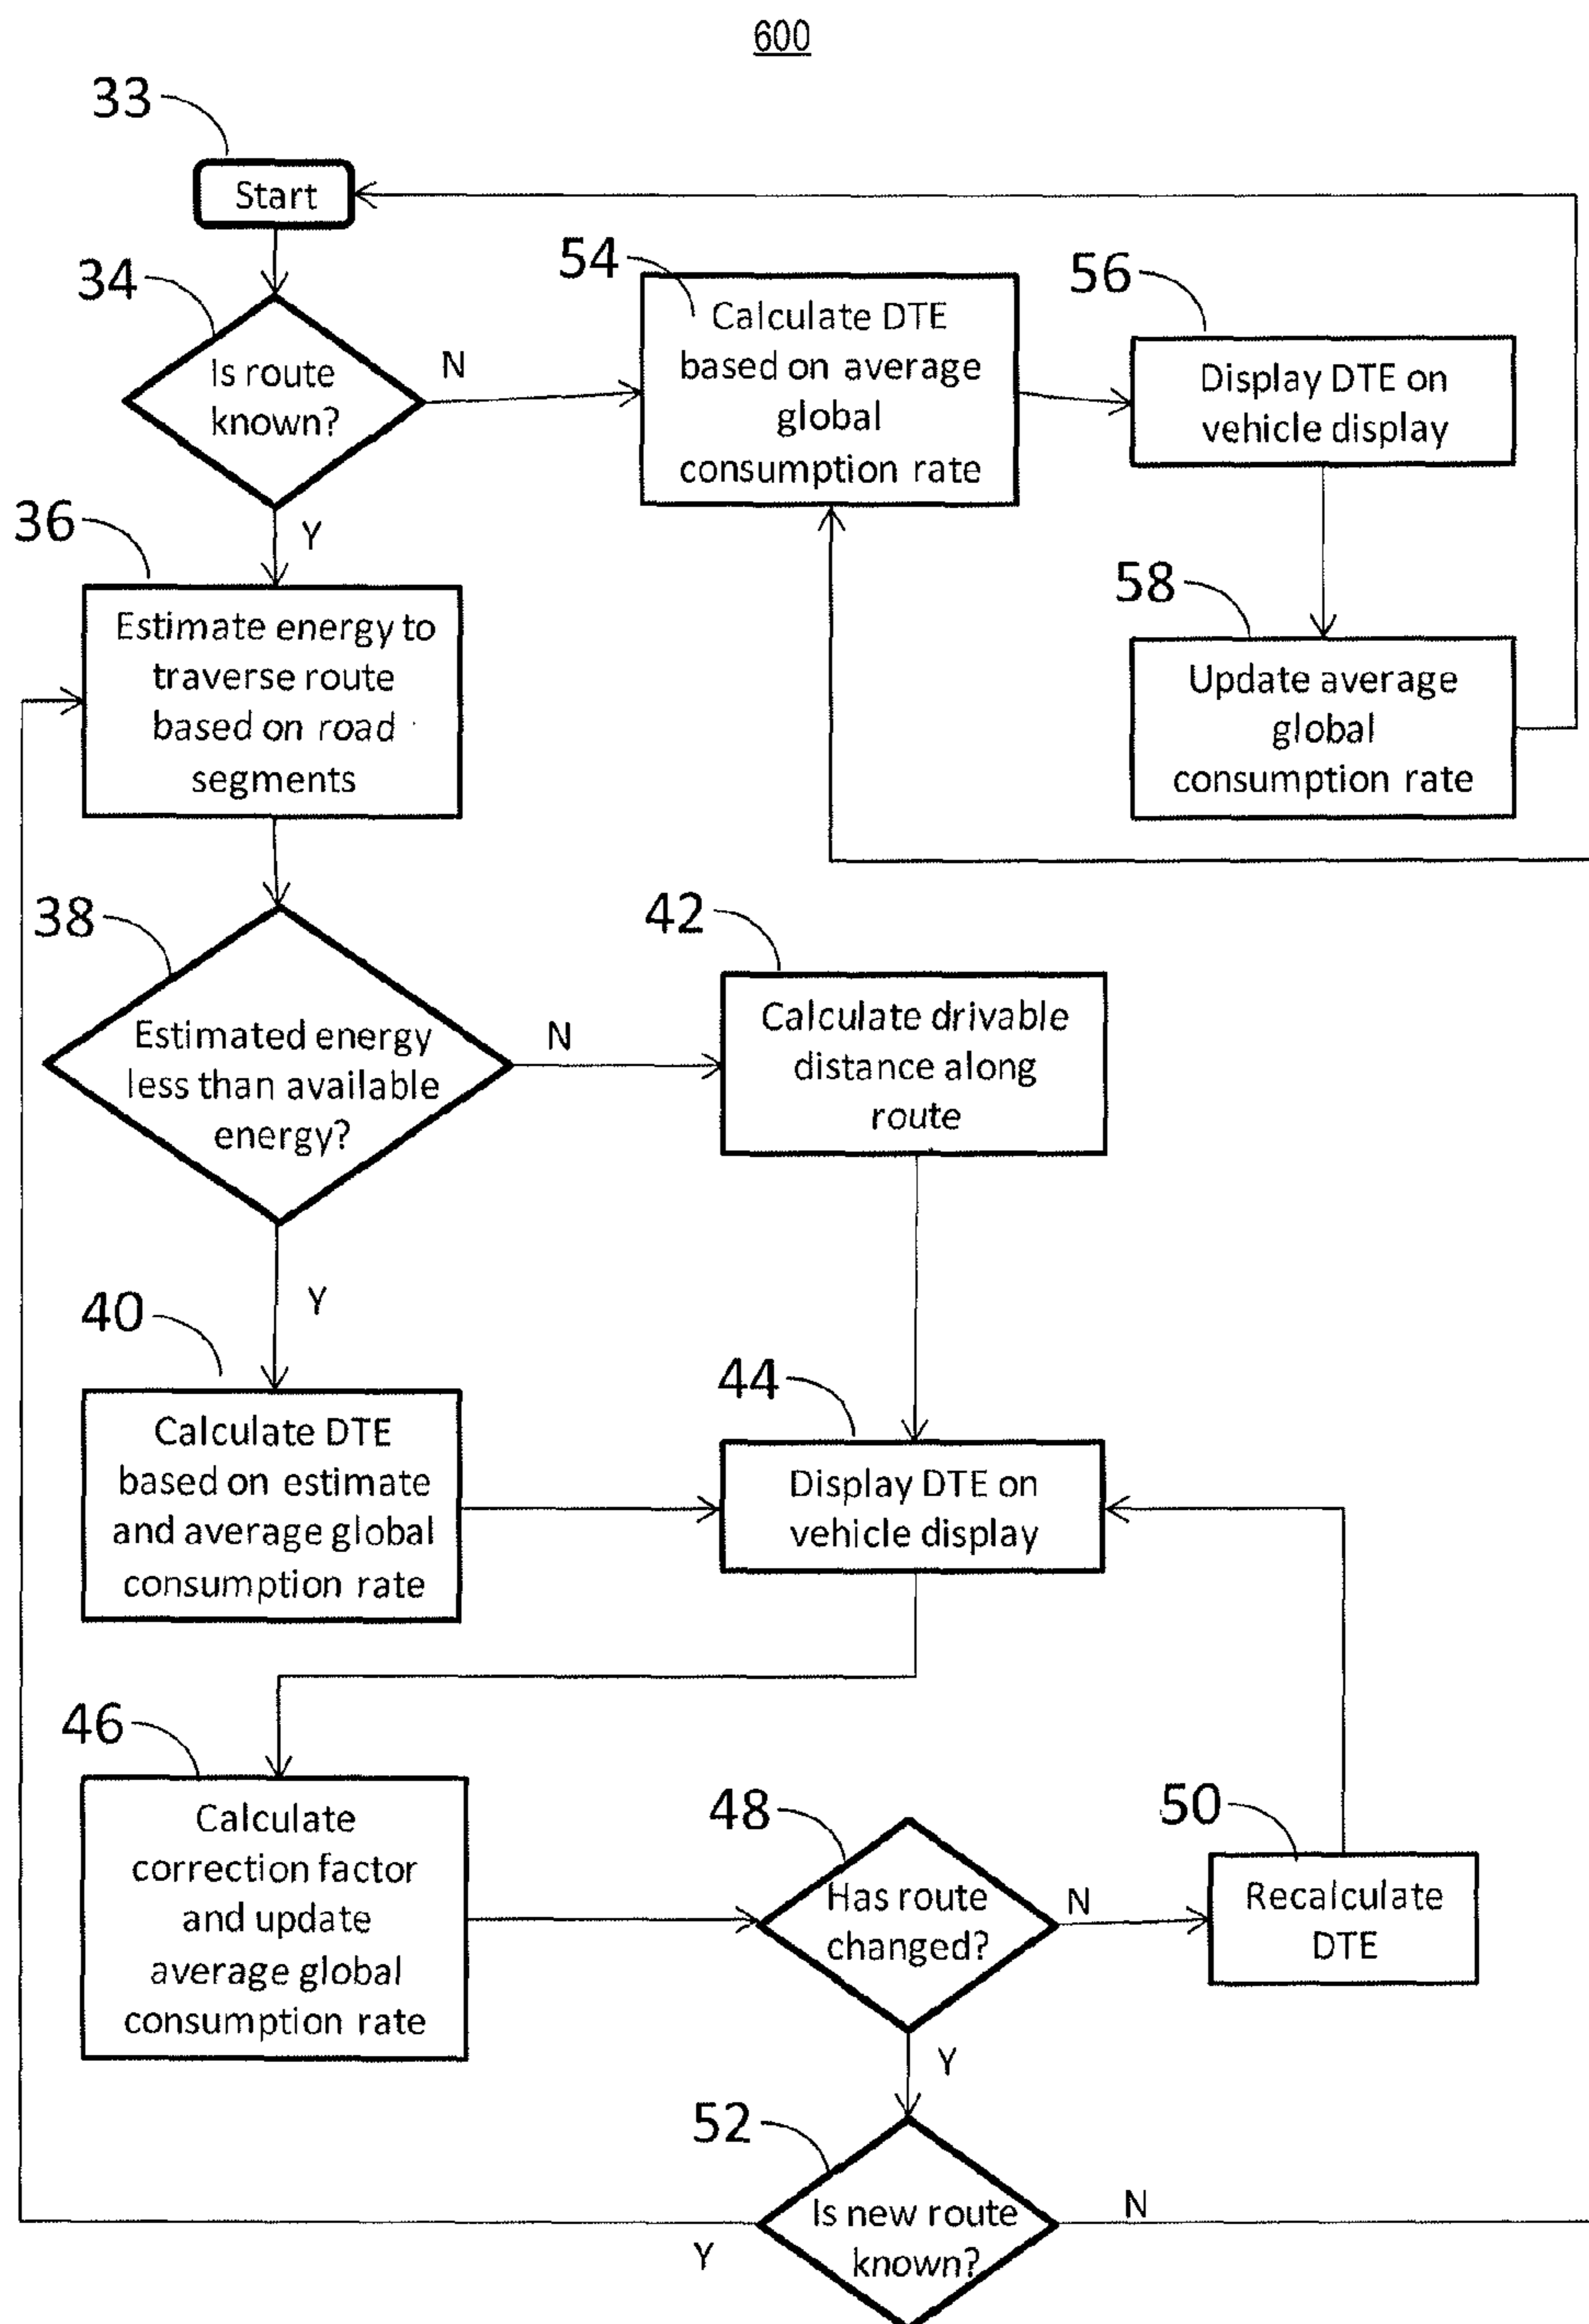 600
33
Start
34
Is route
known?
N
Y
54
Calculate DTE
based on average
global
consumption rate
56
Display DTE on
vehicle display
58
Update average
global
consumption rate
36
Estimate energy to
traverse route
based on road
segments
38
Estimated energy
less than available
energy?
N
Y
42
Calculate drivable
distance along
route
40
Calculate DTE
based on estimate
and average global
consumption rate
44
Display DTE on
vehicle display
46
Calculate
correction factor
and update
average global
consumption rate
48
Has route
changed?
N
Y
50
Recalculate
DTE
52
Is new route
known?
Y
N